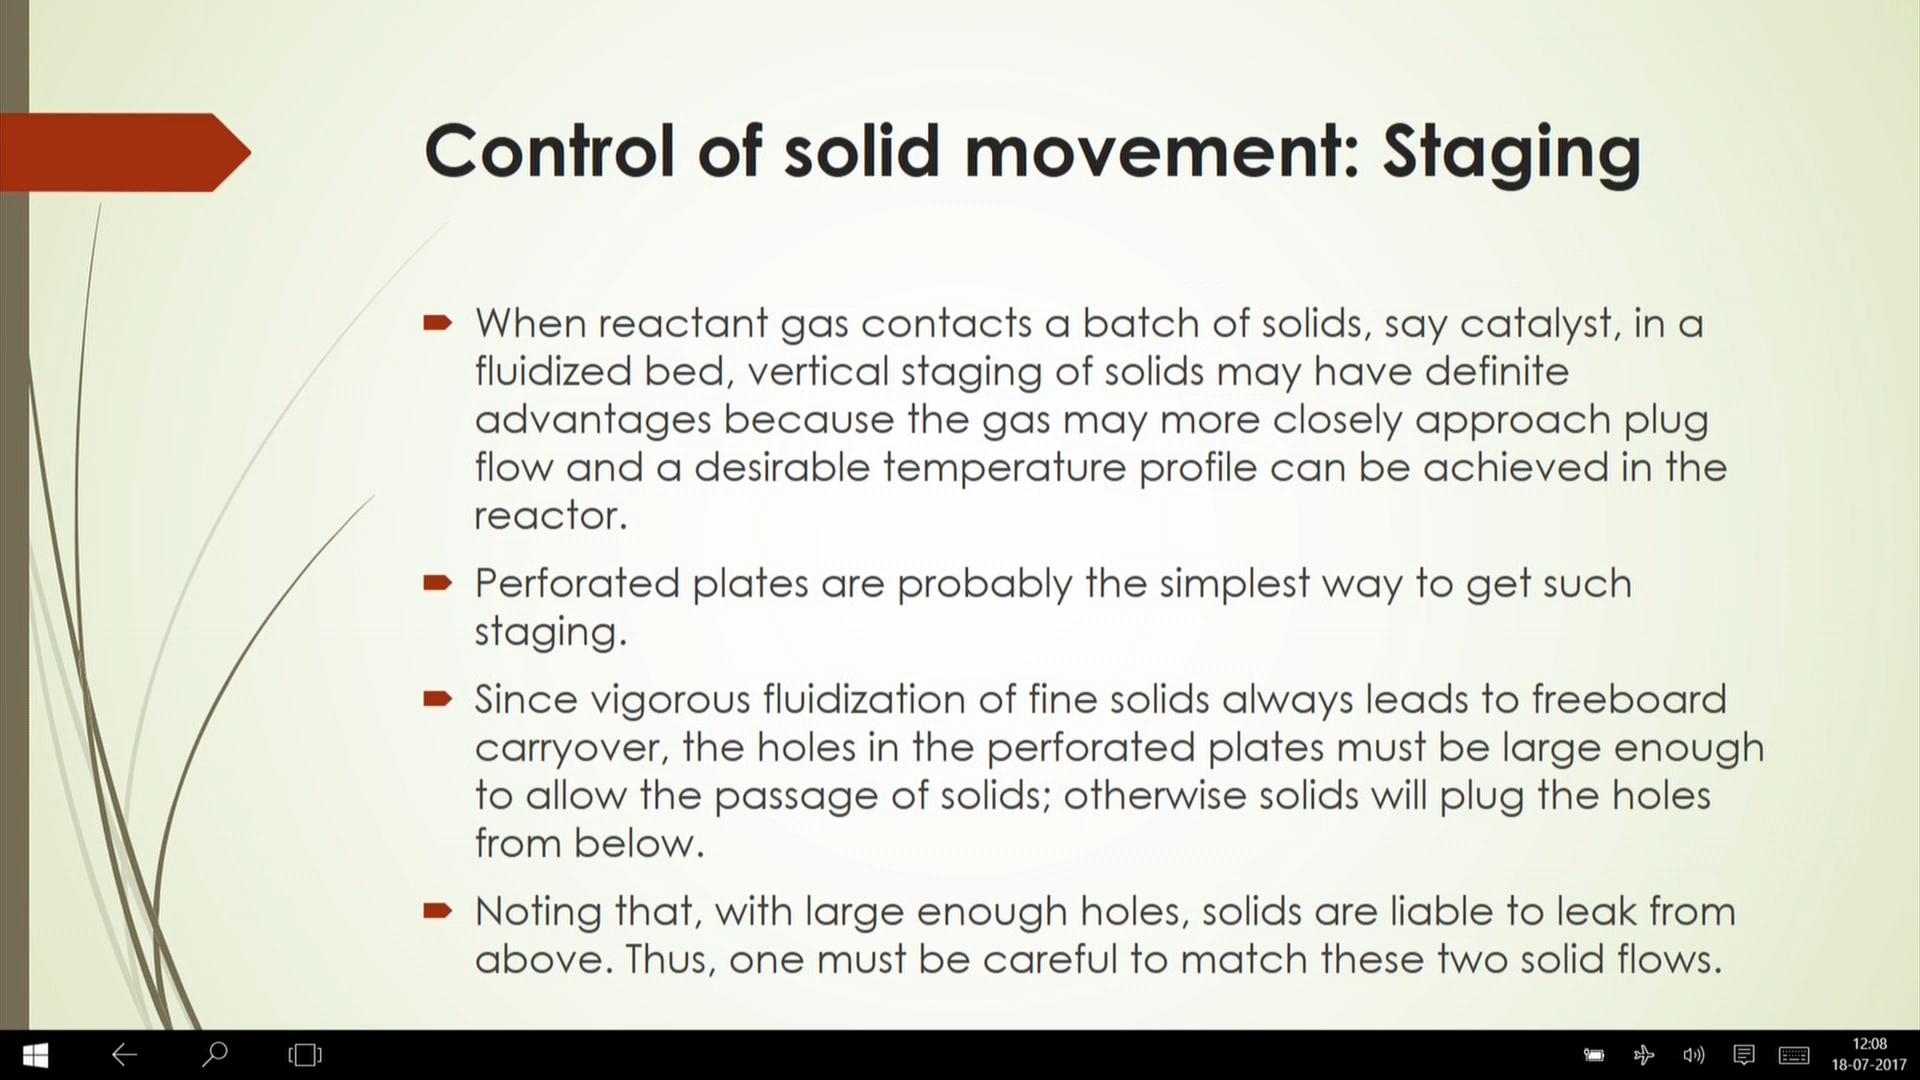 Control of solid movement: Staging
When reactant gas contacts a batch of solids, say catalyst, in a
fluidized bed, vertical staging of solids may have definite
advantages because the gas may more closely approach plug
flow and a desirable temperature profile can be achieved in the
reactor.
Perforated plates are probably the simplest way to get such
staging.
Since vigorous fluidization of fine solids always leads to freeboard
carryover, the holes in the perforated plates must be large enough
to allow the passage of solids; otherwise solids will plug the holes
from below.
Noting that, with large enough holes, solids are liable to leak from
above. Thus, one must be careful to match these two solid flows.
12:08
18-07-2017